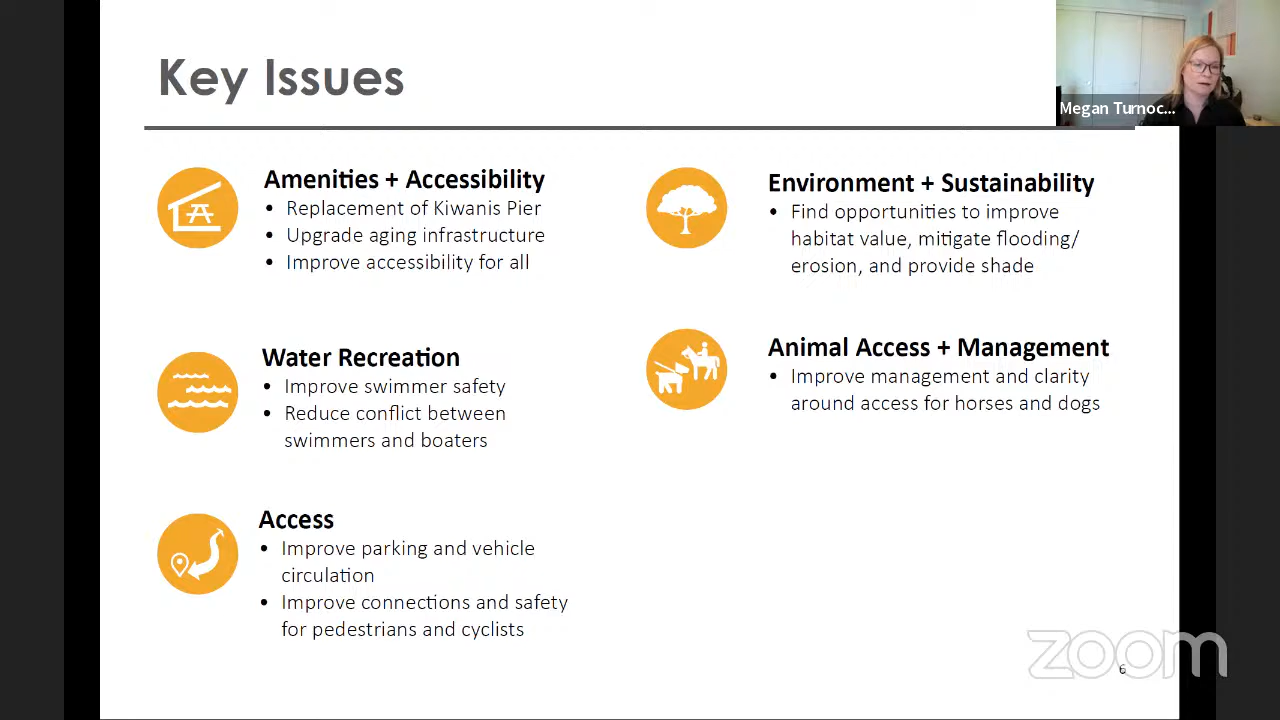 Key Issues
Megan Turnoc...
Amenities + Accessibility
• Replacement of Kiwanis Pier
• Upgrade aging infrastructure
• Improve accessibility for all
Water Recreation
• Improve swimmer safety
• Reduce conflict between
swimmers and boaters
Access
• Improve parking and vehicle
circulation
• Improve connections and safety
for pedestrians and cyclists
Environment + Sustainability
• Find opportunities to improve
habitat value, mitigate flooding/
erosion, and provide shade
Animal Access + Management
• Improve management and clarity
around access for horses and dogs
zoom
6